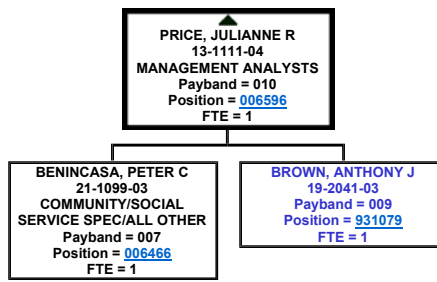 PRICE, JULIANNE R
13-1111-04
MANAGEMENT ANALYSTS
Payband = 010
Position = 006596
FTE = 1
BENINCASA, PETER C
21-1099-03
COMMUNITY/SOCIAL
SERVICE SPEC/ALL OTHER
Payband = 007
Position = 006466
FTE = 1
BROWN, ANTHONY J
19-2041-03
Payband = 009
Position = 931079
FTE = 1